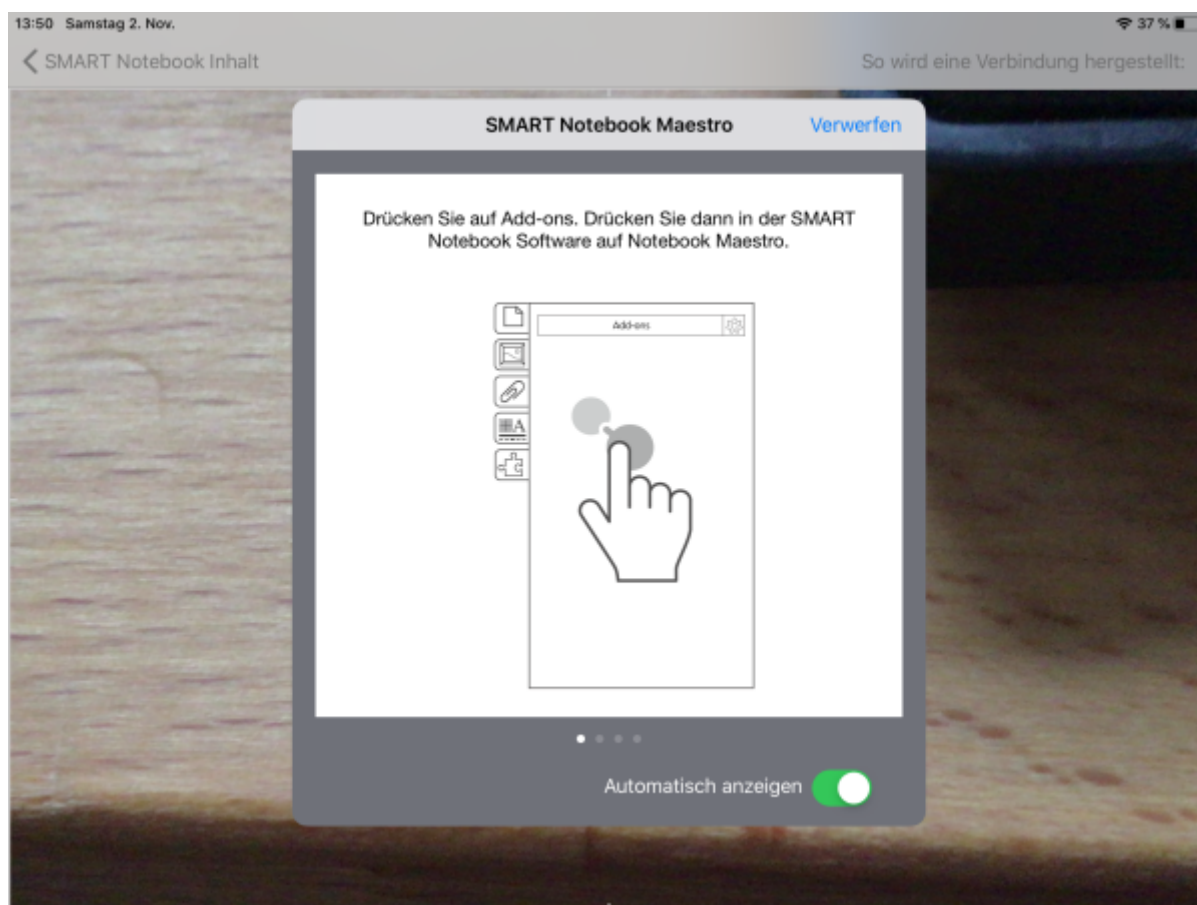 13:50 Samstag 2. Nov.
37 %
SMART Notebook Inhalt
So wird eine Verbindung hergestellt:
SMART Notebook Maestro
Verwerfen
Drücken Sie auf Add-ons. Drücken Sie dann in der SMART
Notebook Software auf Notebook Maestro.
Add-ons
A
Automatisch anzeigen